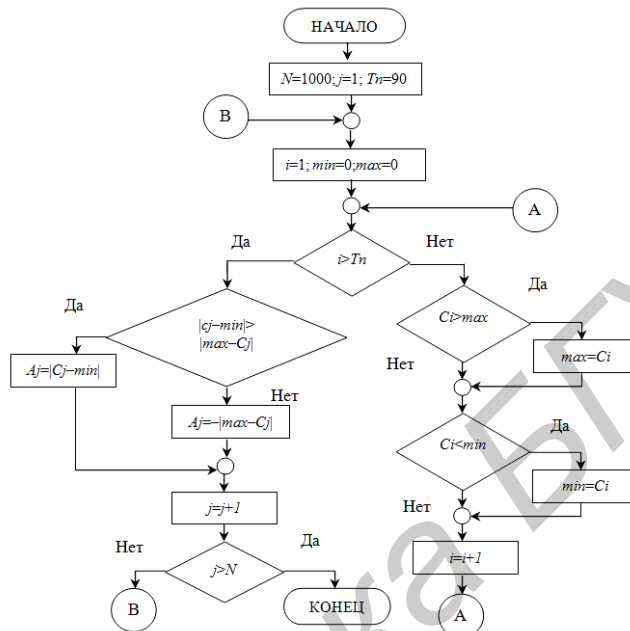 НАЧАЛО
N=1000; j=1; Tn=90
В
i=1; min=0;max=0
А
Да
Нет
i>Tn
Да
Да
|cj–min|>
|max–Cj|
Ci>max
Aj=|Cj–min|
max=Ci
Нет
Нет
Aj=–|max–Cj|
Ci<min
Да
min=Ci
Нет
j=j+1
i=i+1
Нет
Да
j>N
В
КОНЕЦ
А
ка БГУ